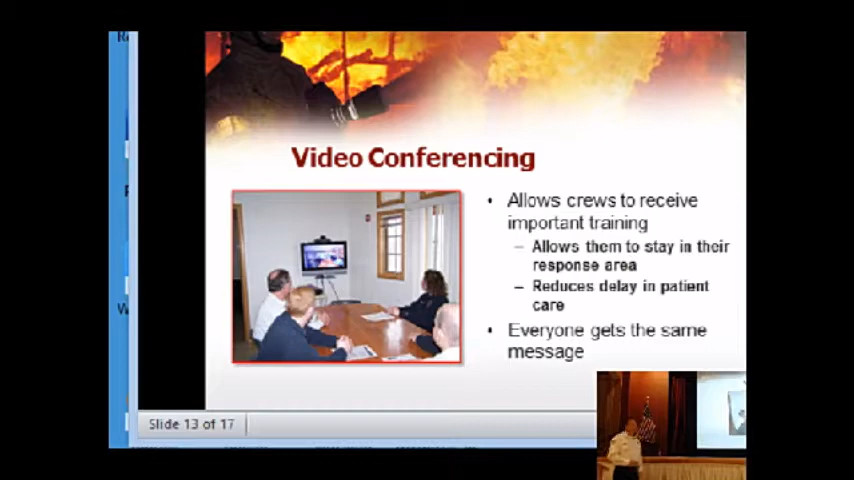 Video Conferencing
• Allows crews to receive
important training
– Allows them to stay in their
response area
– Reduces delay in patient
care
• Everyone gets the same
message
Slide 13 of 17